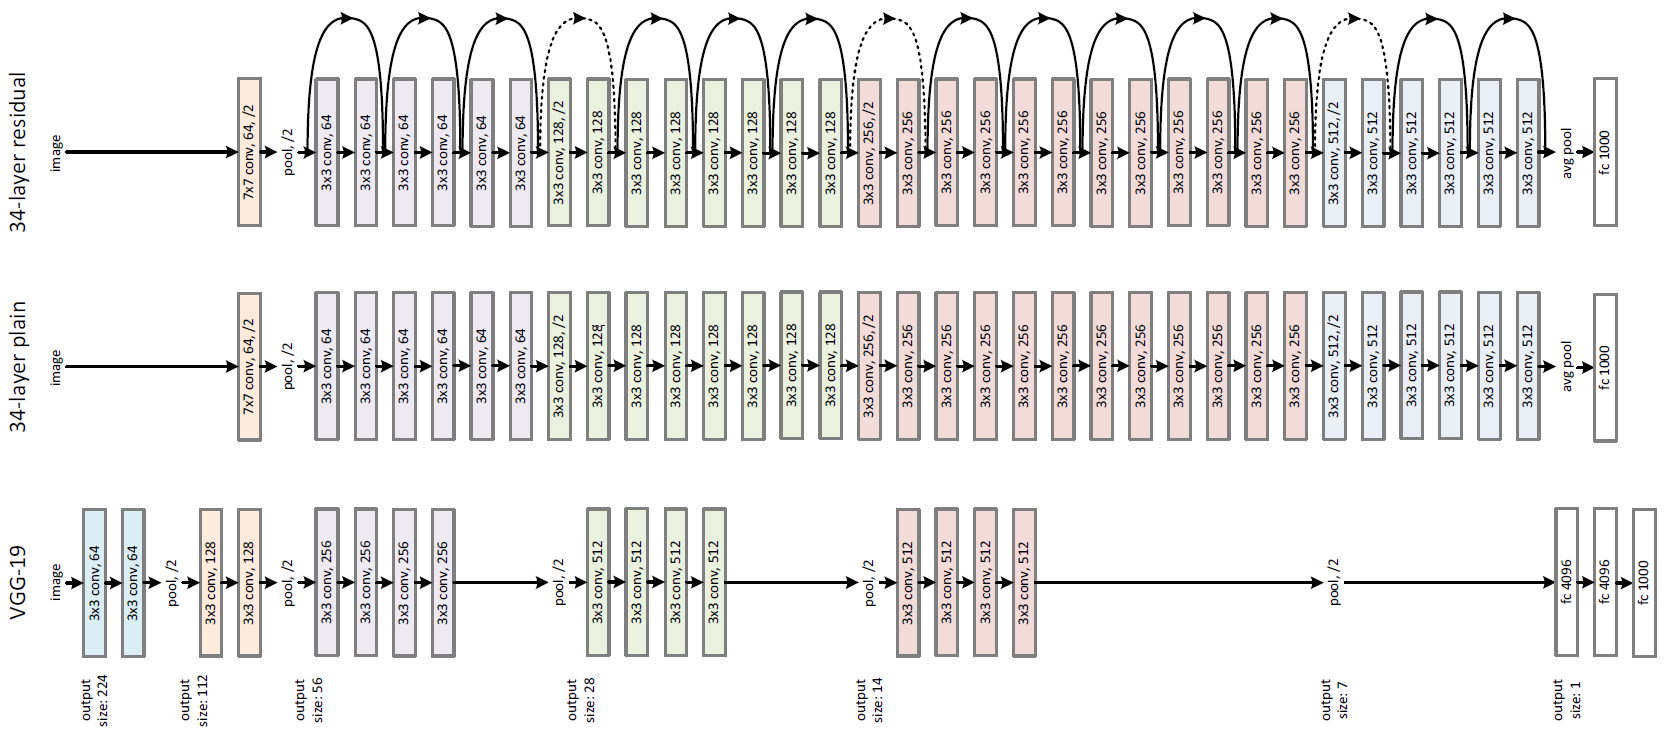 34-layer residual
image
7x7 conv, 64, /2
pool, /2
3x3 conv, 64
3x3 conv, 64
3x3 conv, 64
3x3 conv, 64
3x3 conv, 64
3x3 conv, 64
3x3 conv, 128, /2
3x3 conv, 128
3x3 conv, 128
3x3 conv, 128
3x3 conv, 128
3x3 conv, 128
3x3 conv, 128
3x3 conv, 128
3x3 conv, 256, /2
3x3 conv, 256
3x3 conv, 256
3x3 conv, 256
3x3 conv, 256
3x3 conv, 256
3x3 conv, 256
3x3 conv, 256
3x3 conv, 256
3x3 conv, 256
3x3 conv, 256
3x3 conv, 256
3x3 conv, 512, /2
3x3 conv, 512
3x3 conv, 512
3x3 conv, 512
3x3 conv, 512
3x3 conv, 512
avg pool
fc 1000
34-layer plain
image
7x7 conv, 64, /2
pool, /2
3x3 conv, 64
3x3 conv, 64
3x3 conv, 64
3x3 conv, 64
3x3 conv, 64
3x3 conv, 64
3x3 conv, 128, /2
3x3 conv, 128
3x3 conv, 128
3x3 conv, 128
3x3 conv, 128
3x3 conv, 128
3x3 conv, 128
3x3 conv, 128
3x3 conv, 256, /2
3x3 conv, 256
3x3 conv, 256
3x3 conv, 256
3x3 conv, 256
3x3 conv, 256
3x3 conv, 256
3x3 conv, 256
3x3 conv, 256
3x3 conv, 256
3x3 conv, 256
3x3 conv, 256
3x3 conv, 512, /2
3x3 conv, 512
3x3 conv, 512
3x3 conv, 512
3x3 conv, 512
3x3 conv, 512
avg pool
fc 1000
VGG-19
image
3x3 conv, 64
3x3 conv, 64
pool, /2
3x3 conv, 128
3x3 conv, 128
pool, /2
3x3 conv, 256
3x3 conv, 256
3x3 conv, 256
3x3 conv, 256
pool, /2
3x3 conv, 512
3x3 conv, 512
3x3 conv, 512
3x3 conv, 512
pool, /2
3x3 conv, 512
3x3 conv, 512
3x3 conv, 512
3x3 conv, 512
pool, /2
fc 4096
fc 4096
fc 1000
output
size: 224
output
size: 112
output
size: 56
output
size: 28
output
size: 14
output
size: 7
output
size: 1